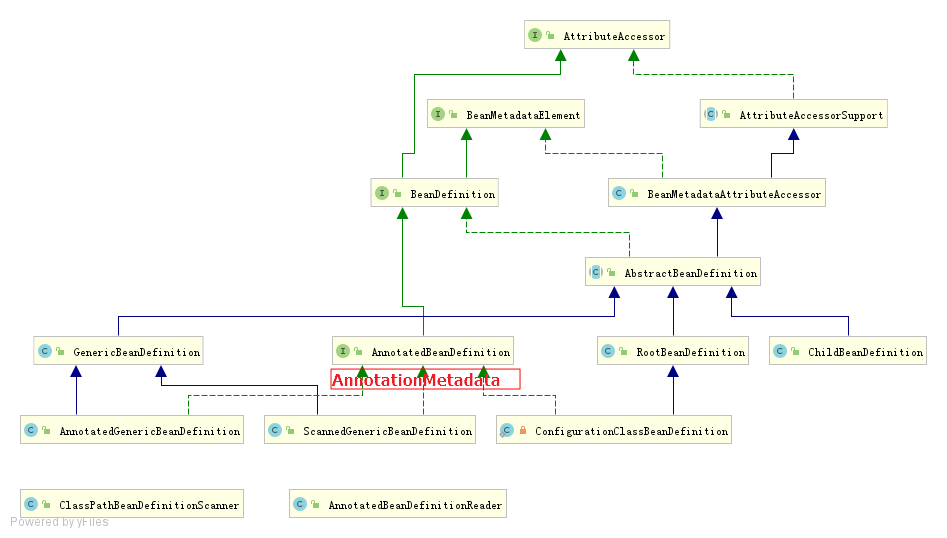 I AttributeAccessor
I BeanMetadataElement
C AttributeAccessorSupport
I BeanDefinition
C BeanMetadataAttributeAccessor
C AbstractBeanDefinition
C GenericBeanDefinition
I AnnotatedBeanDefinition
C RootBeanDefinition
C ChildBeanDefinition
AnnotationMetadata
C AnnotatedGenericBeanDefinition
C ScannedGenericBeanDefinition
C ConfigurationClassBeanDefinition
C ClassPathBeanDefinitionScanner
C AnnotatedBeanDefinitionReader
Powered by yFiles